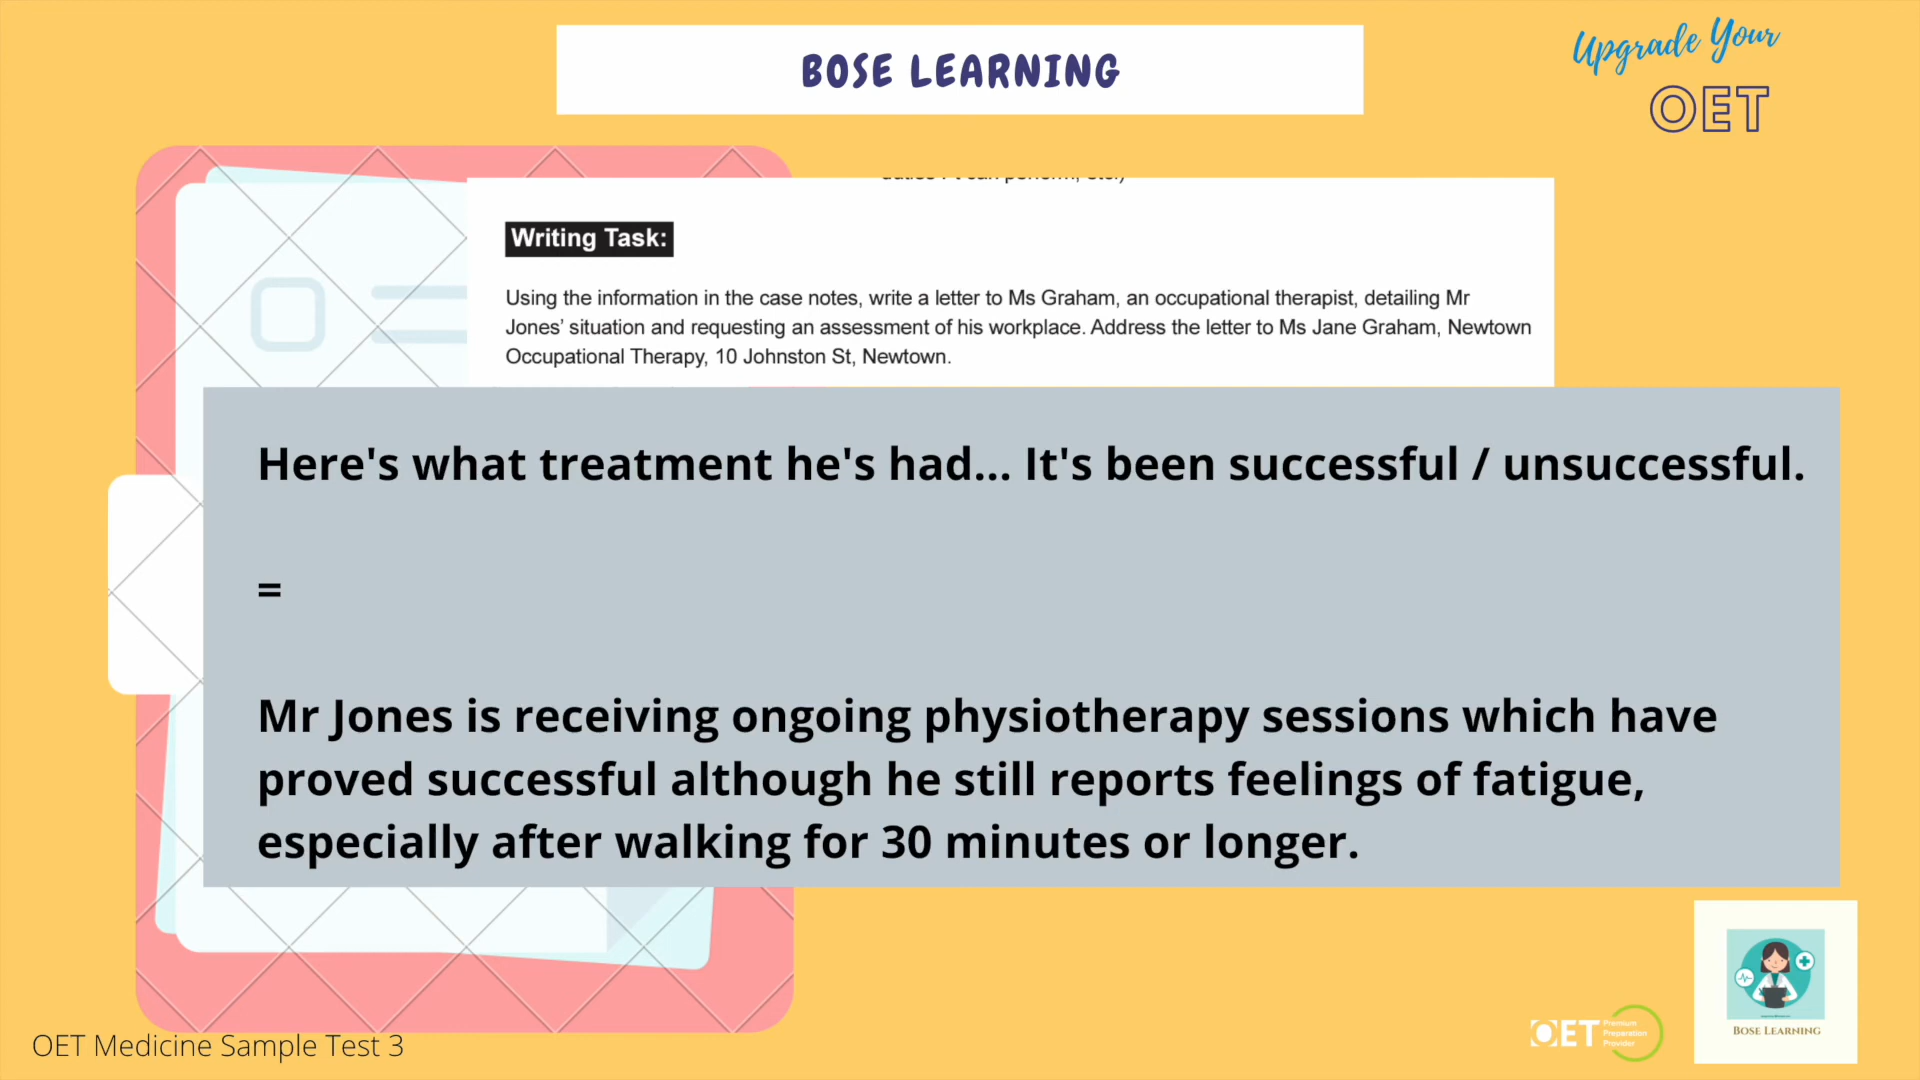 BOSE LEARNING
Upgrade Your
OET
Writing Task:
Using the information in the case notes, write a letter to Ms Graham, an occupational therapist, detailing Mr
Jones’ situation and requesting an assessment of his workplace. Address the letter to Ms Jane Graham, Newtown
Occupational Therapy, 10 Johnston St, Newtown.
Here's what treatment he's had... It's been successful / unsuccessful.
=
Mr Jones is receiving ongoing physiotherapy sessions which have
proved successful although he still reports feelings of fatigue,
especially after walking for 30 minutes or longer.
OET Medicine Sample Test 3
OET Premium
Preparation
Provider
BOSE LEARNING